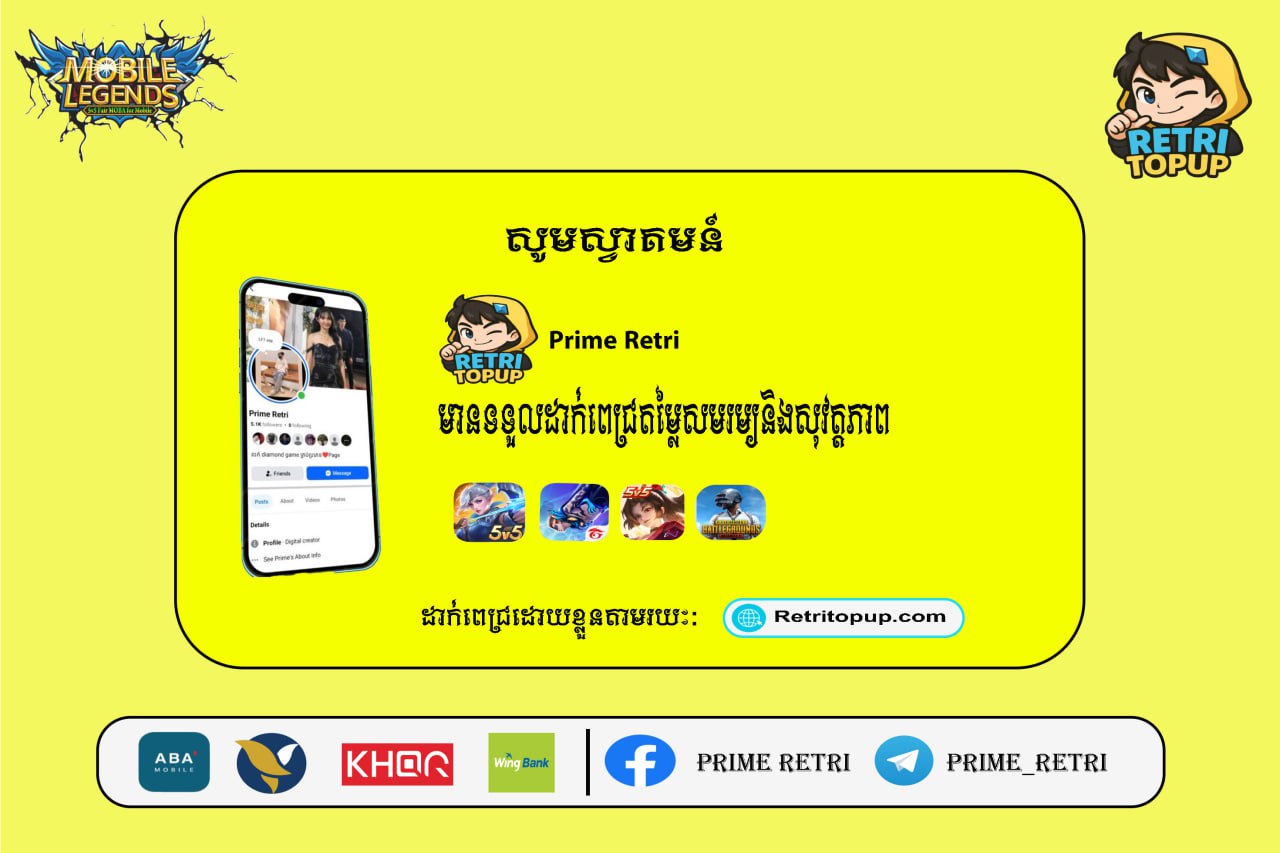 MOBILE
LEGENDS
5v5 Fair MOBA for Mobile
RETRI
TOPUP
សូមស្វាគមន៍
RETRI
TOPUP
Prime Retri
មានទទួលដាក់ពេជ្រតម្លៃសមរម្យនិងសុវត្ថភាព
Prime Retri
5.1K followers • 8 following
Friends
Message
Posts About Videos Photos
Details
Profile · Digital creator
See Prime's About Info
5v5
5v5
BATTLEGROUNDS
ដាក់ពេជ្រដោយខ្លួនតាមរយៈ:
Retritopup.com
ABA
MOBILE
KHQR
Wing Bank
PRIME RETRI
PRIME_RETRI